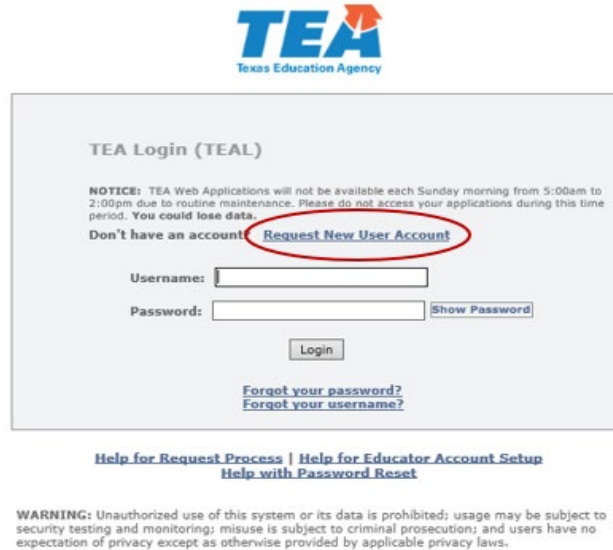 TEA
Texas Education Agency
TEA Login (TEAL)
NOTICE: TEA Web Applications will not be available each Sunday morning from 5:00am to
2:00pm due to routine maintenance. Please do not access your applications during this time
period. You could lose data.
Don't have an account? Request New User Account
Username:
Password: Show Password
Login
Forgot your password?
Forgot your username?
Help for Request Process | Help for Educator Account Setup
Help with Password Reset
WARNING: Unauthorized use of this system or its data is prohibited; usage may be subject to
security testing and monitoring; misuse is subject to criminal prosecution; and users have no
expectation of privacy except as otherwise provided by applicable privacy laws.